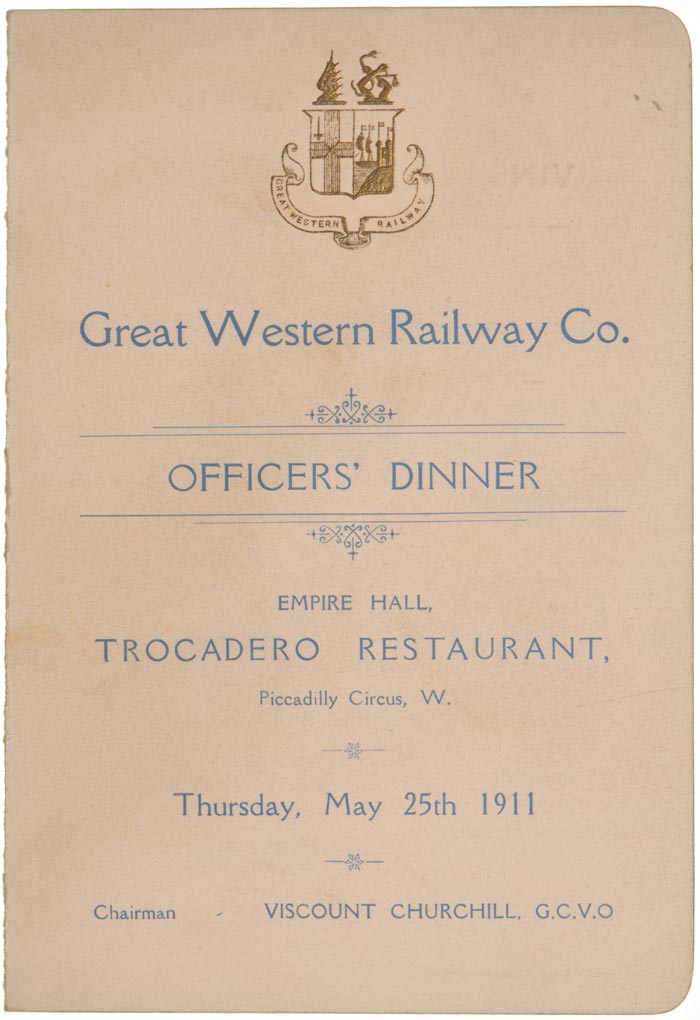 GREAT WESTERN RAILWAY
Great Western Railway Co.
OFFICERS' DINNER
EMPIRE HALL,
TROCADERO RESTAURANT,
Piccadilly Circus, W.
Thursday, May 25th 1911
Chairman - VISCOUNT CHURCHILL, G.C.V.O